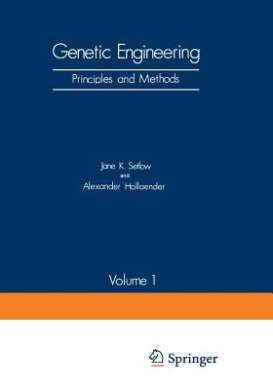 Genetic Engineering
Principles and Methods
Jane K. Setlow
and
Alexander Hollaender
Volume 1
Springer